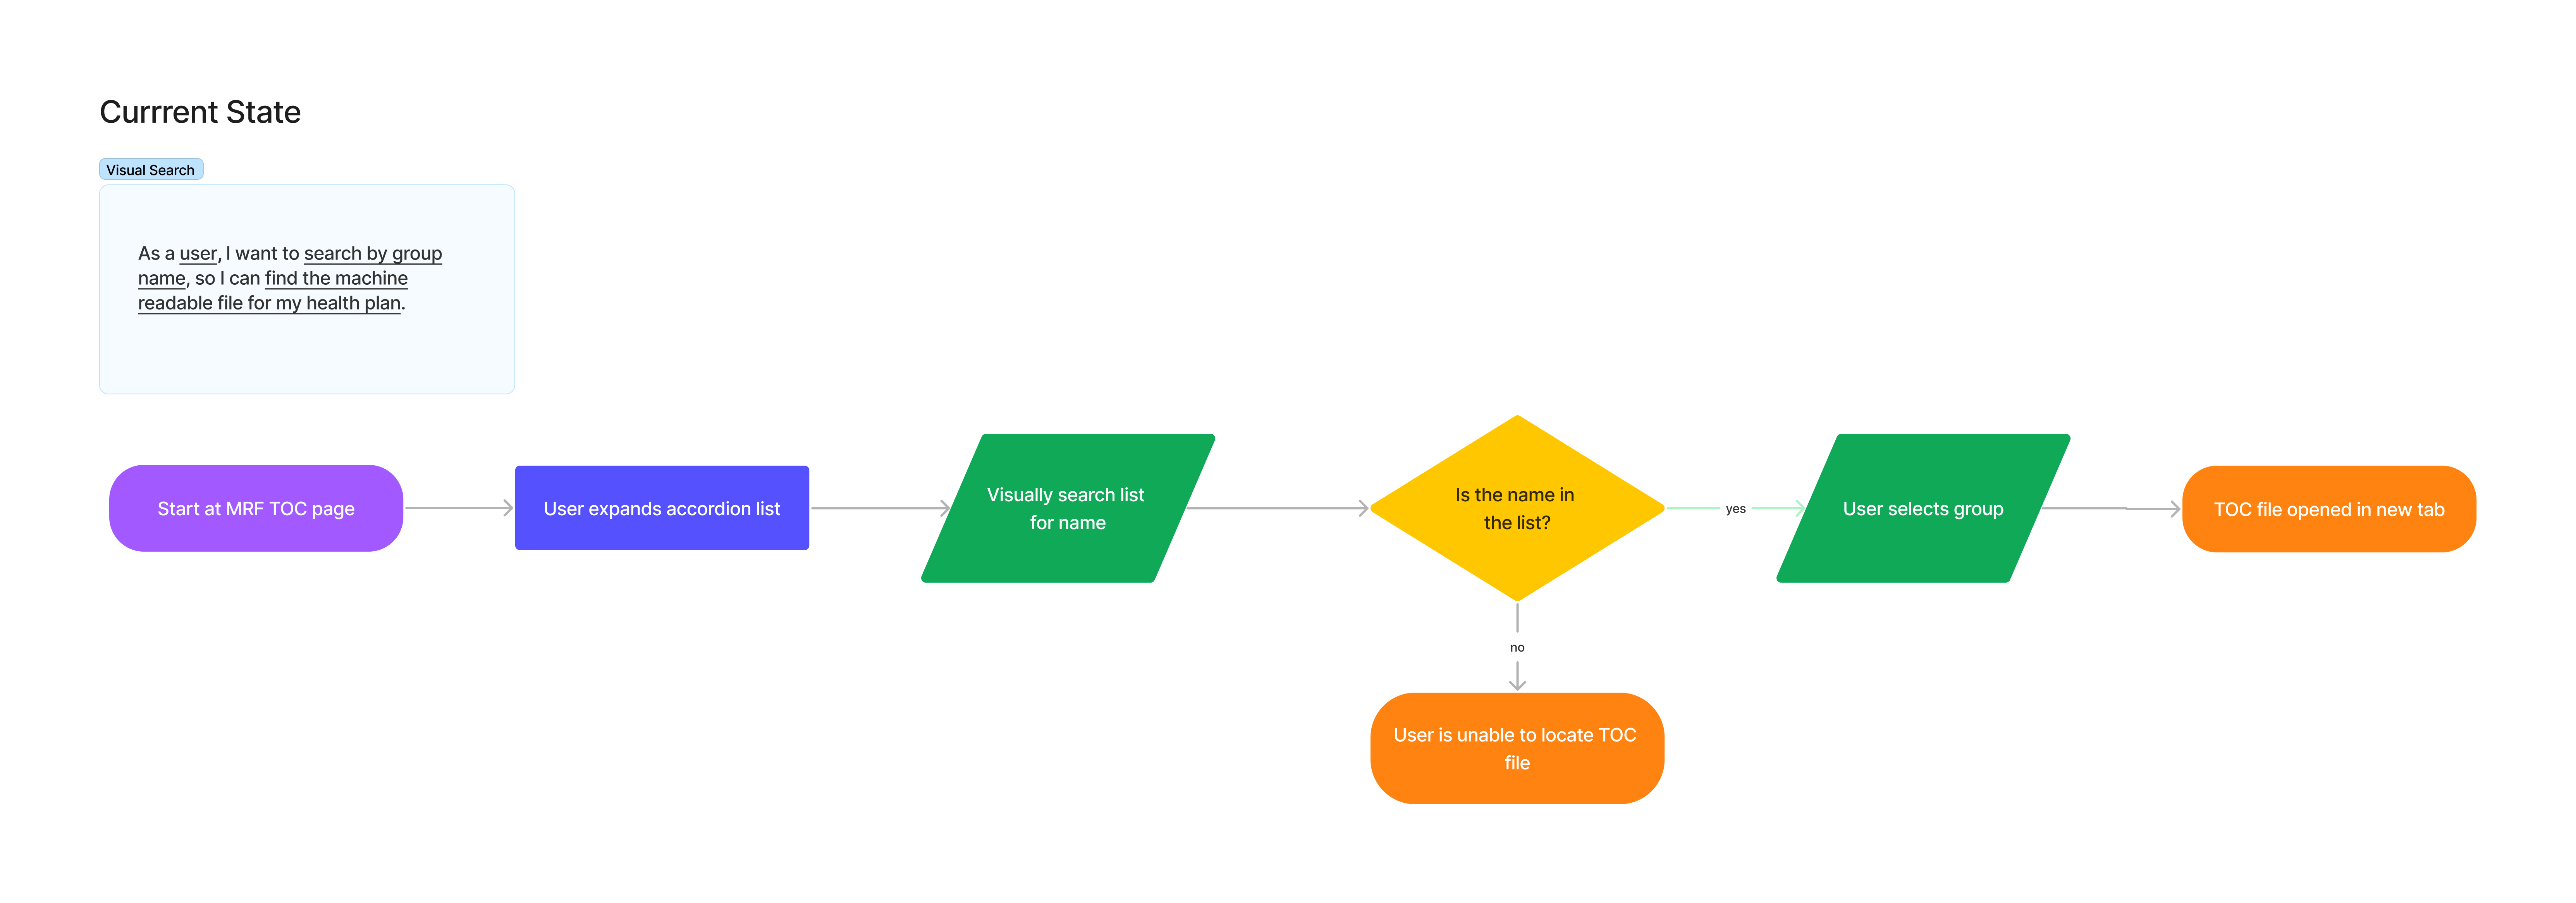 Currrent State
Visual Search
As a user, I want to search by group
name, so I can find the machine
readable file for my health plan.
Start at MRF TOC page
User expands accordion list
Visually search list
for name
Is the name in
the list?
yes
User selects group
TOC file opened in new tab
no
User is unable to locate TOC
file